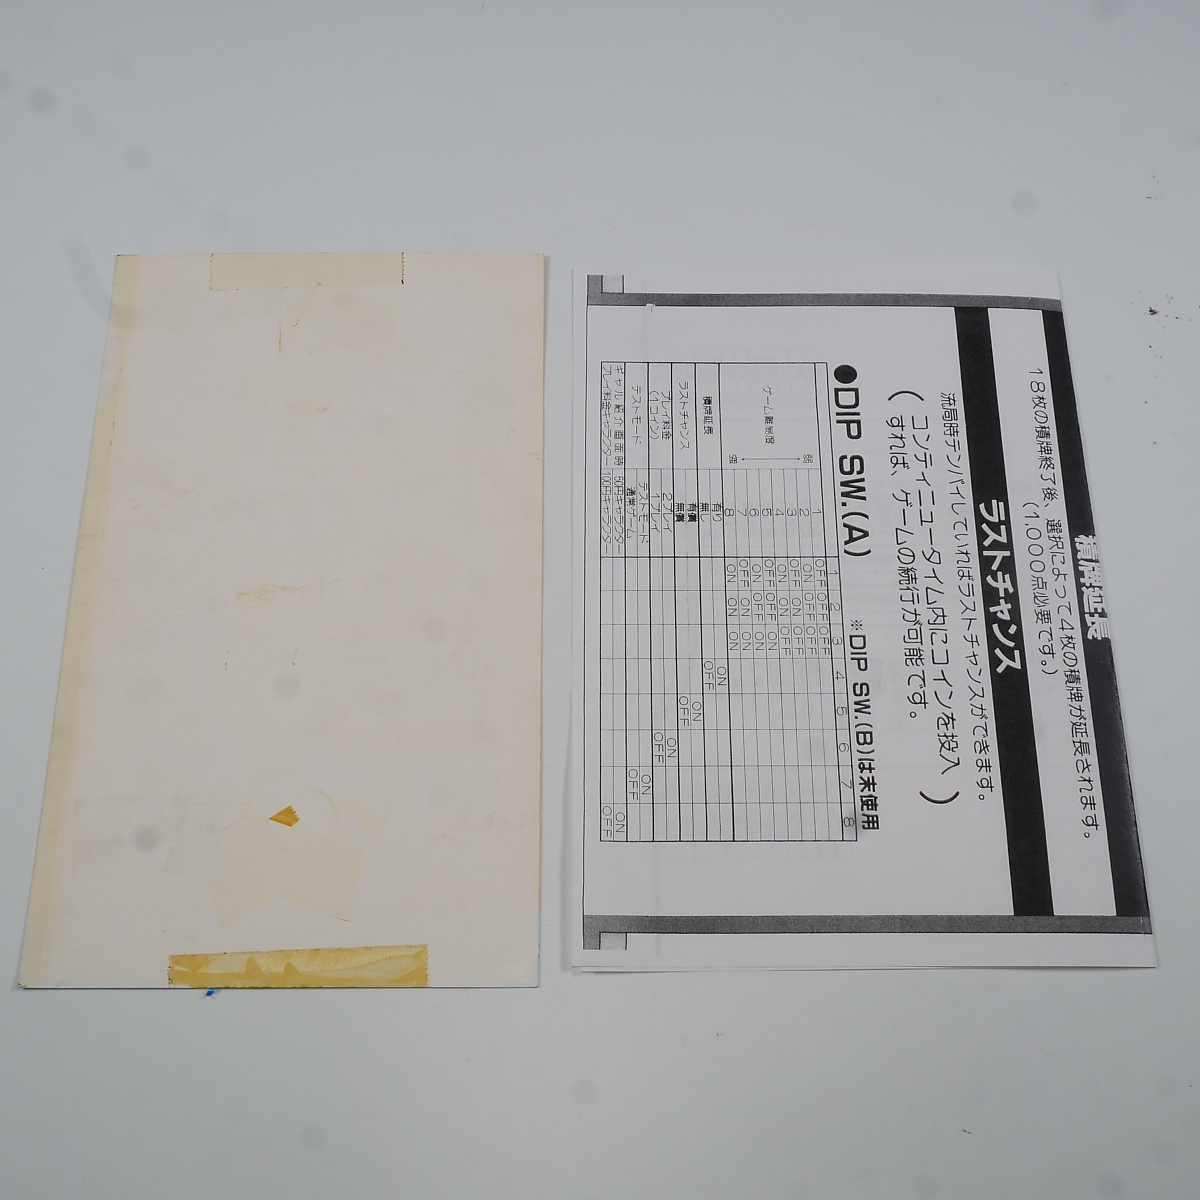 積牌延長
18枚の積牌終了後、選択によって4枚の積牌が延長されます。
(1,000点必要です。)
ラストチャンス
流局時テンパイしていればラストチャンスができます。
(コンティニュータイム内にコインを投入
すれば、ゲームの続行が可能です。)
●DIP SW.(A) ※DIP SW.(B)は未使用
1 2 3 4 5 6 7 8
ゲーム難易度 弱 1 OFF OFF OFF
2 ON OFF OFF
3 OFF ON OFF
4 ON ON OFF
5 OFF OFF ON
6 ON OFF ON
7 OFF ON ON
強 8 ON ON ON
積牌延長 有り ON
無し OFF
ラストチャンス 有償 ON
無償 OFF
プレイ料金 2プレイ ON
(1コイン) 1プレイ OFF
テストモード テストモード ON
通常ゲーム OFF
ギャル紹介画面時 50円キャラクター ON
プレイ料金キャラクター 100円キャラクター OFF